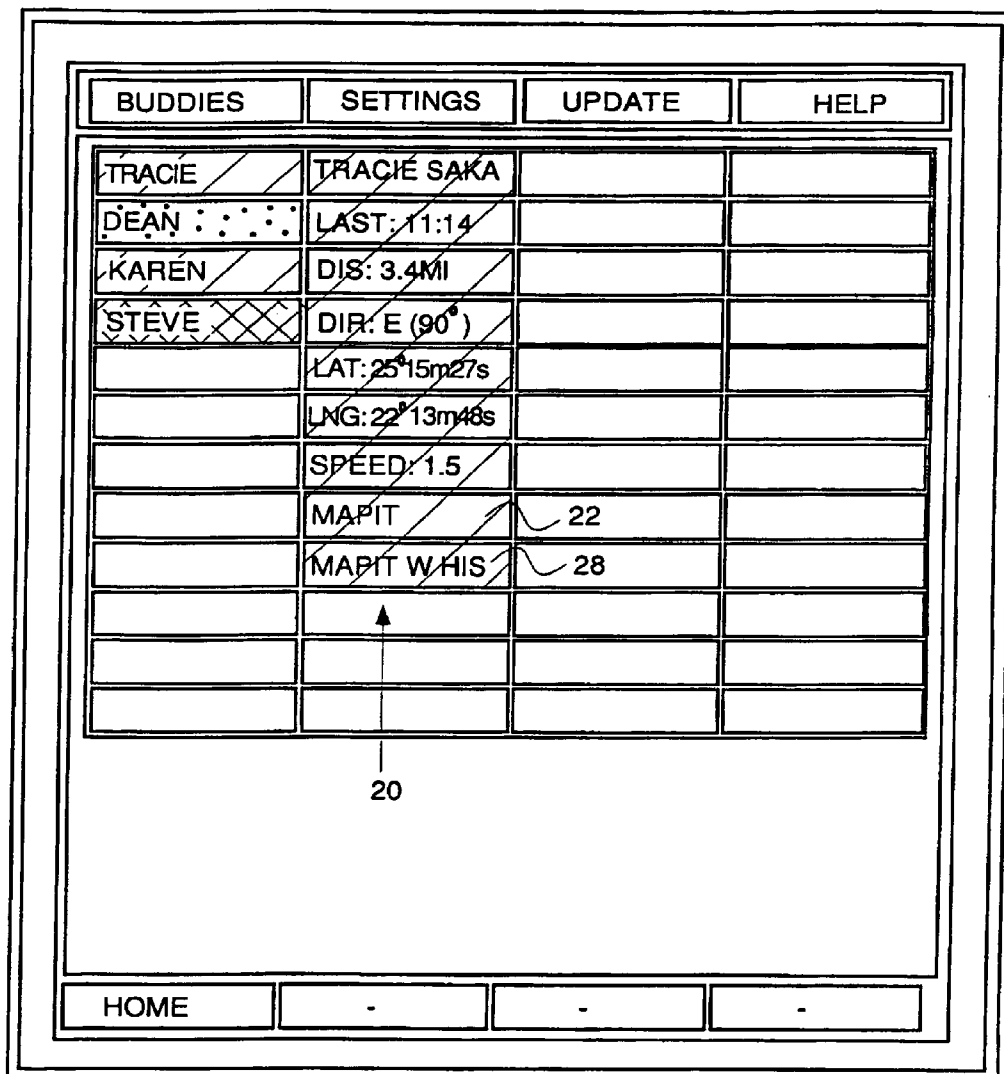 BUDDIES SETTINGS UPDATE HELP
TRACIE TRACIE SAKA
DEAN LAST: 11:14
KAREN DIS: 3.4MI
STEVE DIR: E (90°)
LAT: 25°15m27s
LNG: 22°13m48s
SPEED: 1.5
MAPIT 22
MAPIT W HIS 28
20
HOME - - -